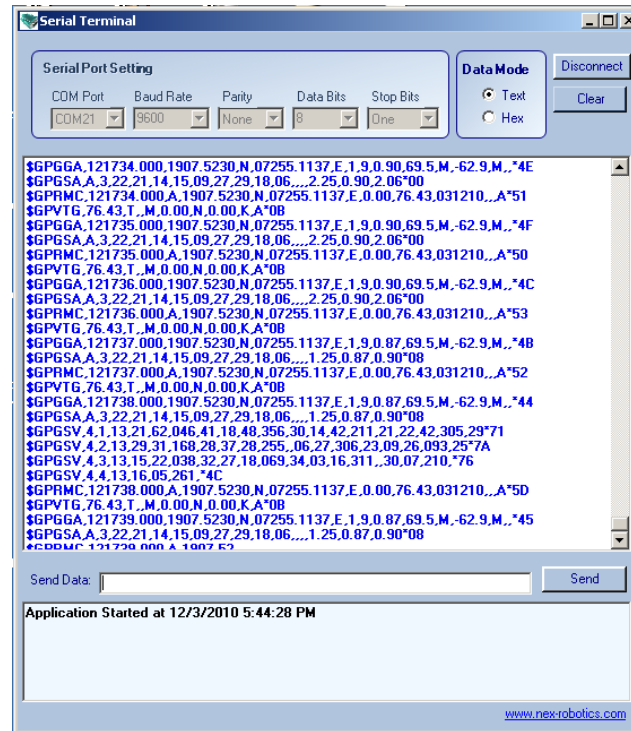 Serial Terminal
Serial Port Setting
COM Port Baud Rate Parity Data Bits Stop Bits
COM21 9600 None 8 One
Data Mode
Text
Hex
Disconnect
Clear
$GPGGA,121734.000,1907.5230,N,07255.1137,E,1,9,0.90,69.5,M,-62.9,M,,*4E
$GPGSA,A,3,22,21,14,15,09,27,29,18,06,,,,2.25,0.90,2.06*00
$GPRMC,121734.000,A,1907.5230,N,07255.1137,E,0.00,76.43,031210,,,A*51
$GPVTG,76.43,T,,M,0.00,N,0.00,K,A*0B
$GPGGA,121735.000,1907.5230,N,07255.1137,E,1,9,0.90,69.5,M,-62.9,M,,*4F
$GPGSA,A,3,22,21,14,15,09,27,29,18,06,,,,2.25,0.90,2.06*00
$GPRMC,121735.000,A,1907.5230,N,07255.1137,E,0.00,76.43,031210,,,A*50
$GPVTG,76.43,T,,M,0.00,N,0.00,K,A*0B
$GPGGA,121736.000,1907.5230,N,07255.1137,E,1,9,0.90,69.5,M,-62.9,M,,*4C
$GPGSA,A,3,22,21,14,15,09,27,29,18,06,,,,2.25,0.90,2.06*00
$GPRMC,121736.000,A,1907.5230,N,07255.1137,E,0.00,76.43,031210,,,A*53
$GPVTG,76.43,T,,M,0.00,N,0.00,K,A*0B
$GPGGA,121737.000,1907.5230,N,07255.1137,E,1,9,0.87,69.5,M,-62.9,M,,*4B
$GPGSA,A,3,22,21,14,15,09,27,29,18,06,,,,1.25,0.87,0.90*08
$GPRMC,121737.000,A,1907.5230,N,07255.1137,E,0.00,76.43,031210,,,A*52
$GPVTG,76.43,T,,M,0.00,N,0.00,K,A*0B
$GPGGA,121738.000,1907.5230,N,07255.1137,E,1,9,0.87,69.5,M,-62.9,M,,*44
$GPGSA,A,3,22,21,14,15,09,27,29,18,06,,,,1.25,0.87,0.90*08
$GPGSV,4,1,13,21,62,046,41,18,48,356,30,14,42,211,21,22,42,305,29*71
$GPGSV,4,2,13,29,31,168,28,37,28,255,,06,27,306,23,09,26,093,25*7A
$GPGSV,4,3,13,15,22,038,32,27,18,069,34,03,16,311,,30,07,210,*76
$GPGSV,4,4,13,16,05,261,*4C
$GPRMC,121738.000,A,1907.5230,N,07255.1137,E,0.00,76.43,031210,,,A*5D
$GPVTG,76.43,T,,M,0.00,N,0.00,K,A*0B
$GPGGA,121739.000,1907.5230,N,07255.1137,E,1,9,0.87,69.5,M,-62.9,M,,*45
$GPGSA,A,3,22,21,14,15,09,27,29,18,06,,,,1.25,0.87,0.90*08
$GPRMC,121739.000,A,1907.52
Send Data:
Send
Application Started at 12/3/2010 5:44:28 PM
www.nex-robotics.com